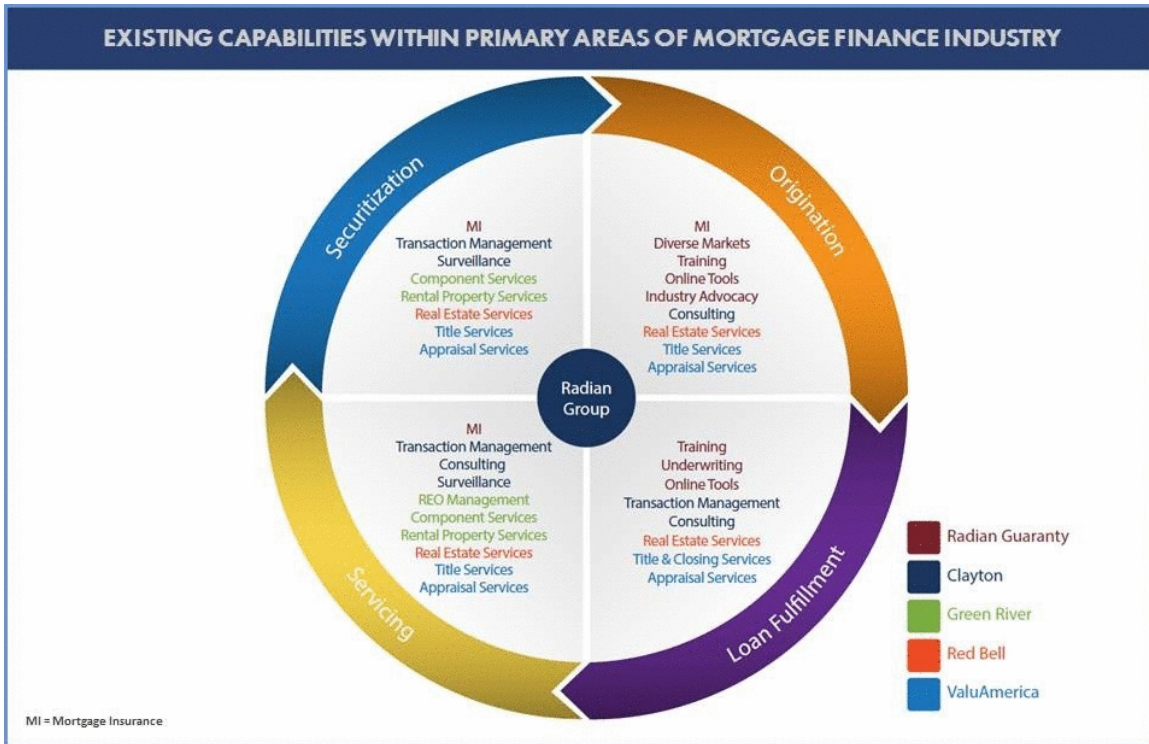 EXISTING CAPABILITIES WITHIN PRIMARY AREAS OF MORTGAGE FINANCE INDUSTRY
Securitization
MI
Transaction Management
Surveillance
Component Services
Rental Property Services
Real Estate Services
Title Services
Appraisal Services
Origination
MI
Diverse Markets
Training
Online Tools
Industry Advocacy
Consulting
Real Estate Services
Title Services
Appraisal Services
Radian
Group
Servicing
MI
Transaction Management
Consulting
Surveillance
REO Management
Component Services
Rental Property Services
Real Estate Services
Title Services
Appraisal Services
Loan Fulfillment
Training
Underwriting
Online Tools
Transaction Management
Consulting
Real Estate Services
Title & Closing Services
Appraisal Services
Radian Guaranty
Clayton
Green River
Red Bell
ValuAmerica
MI = Mortgage Insurance